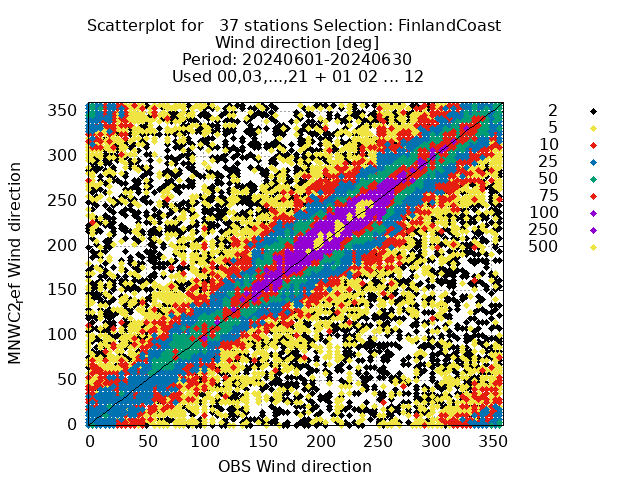 Scatterplot for   37 stations Selection: FinlandCoast
Wind direction [deg]
Period: 20240601-20240630
Used 00,03,...,21 + 01 02 ... 12
MNWC2 ef Wind direction
350
300
250
200
150
100
50
0
0 50 100 150 200 250 300 350
OBS Wind direction
2
5
10
25
50
75
100
250
500